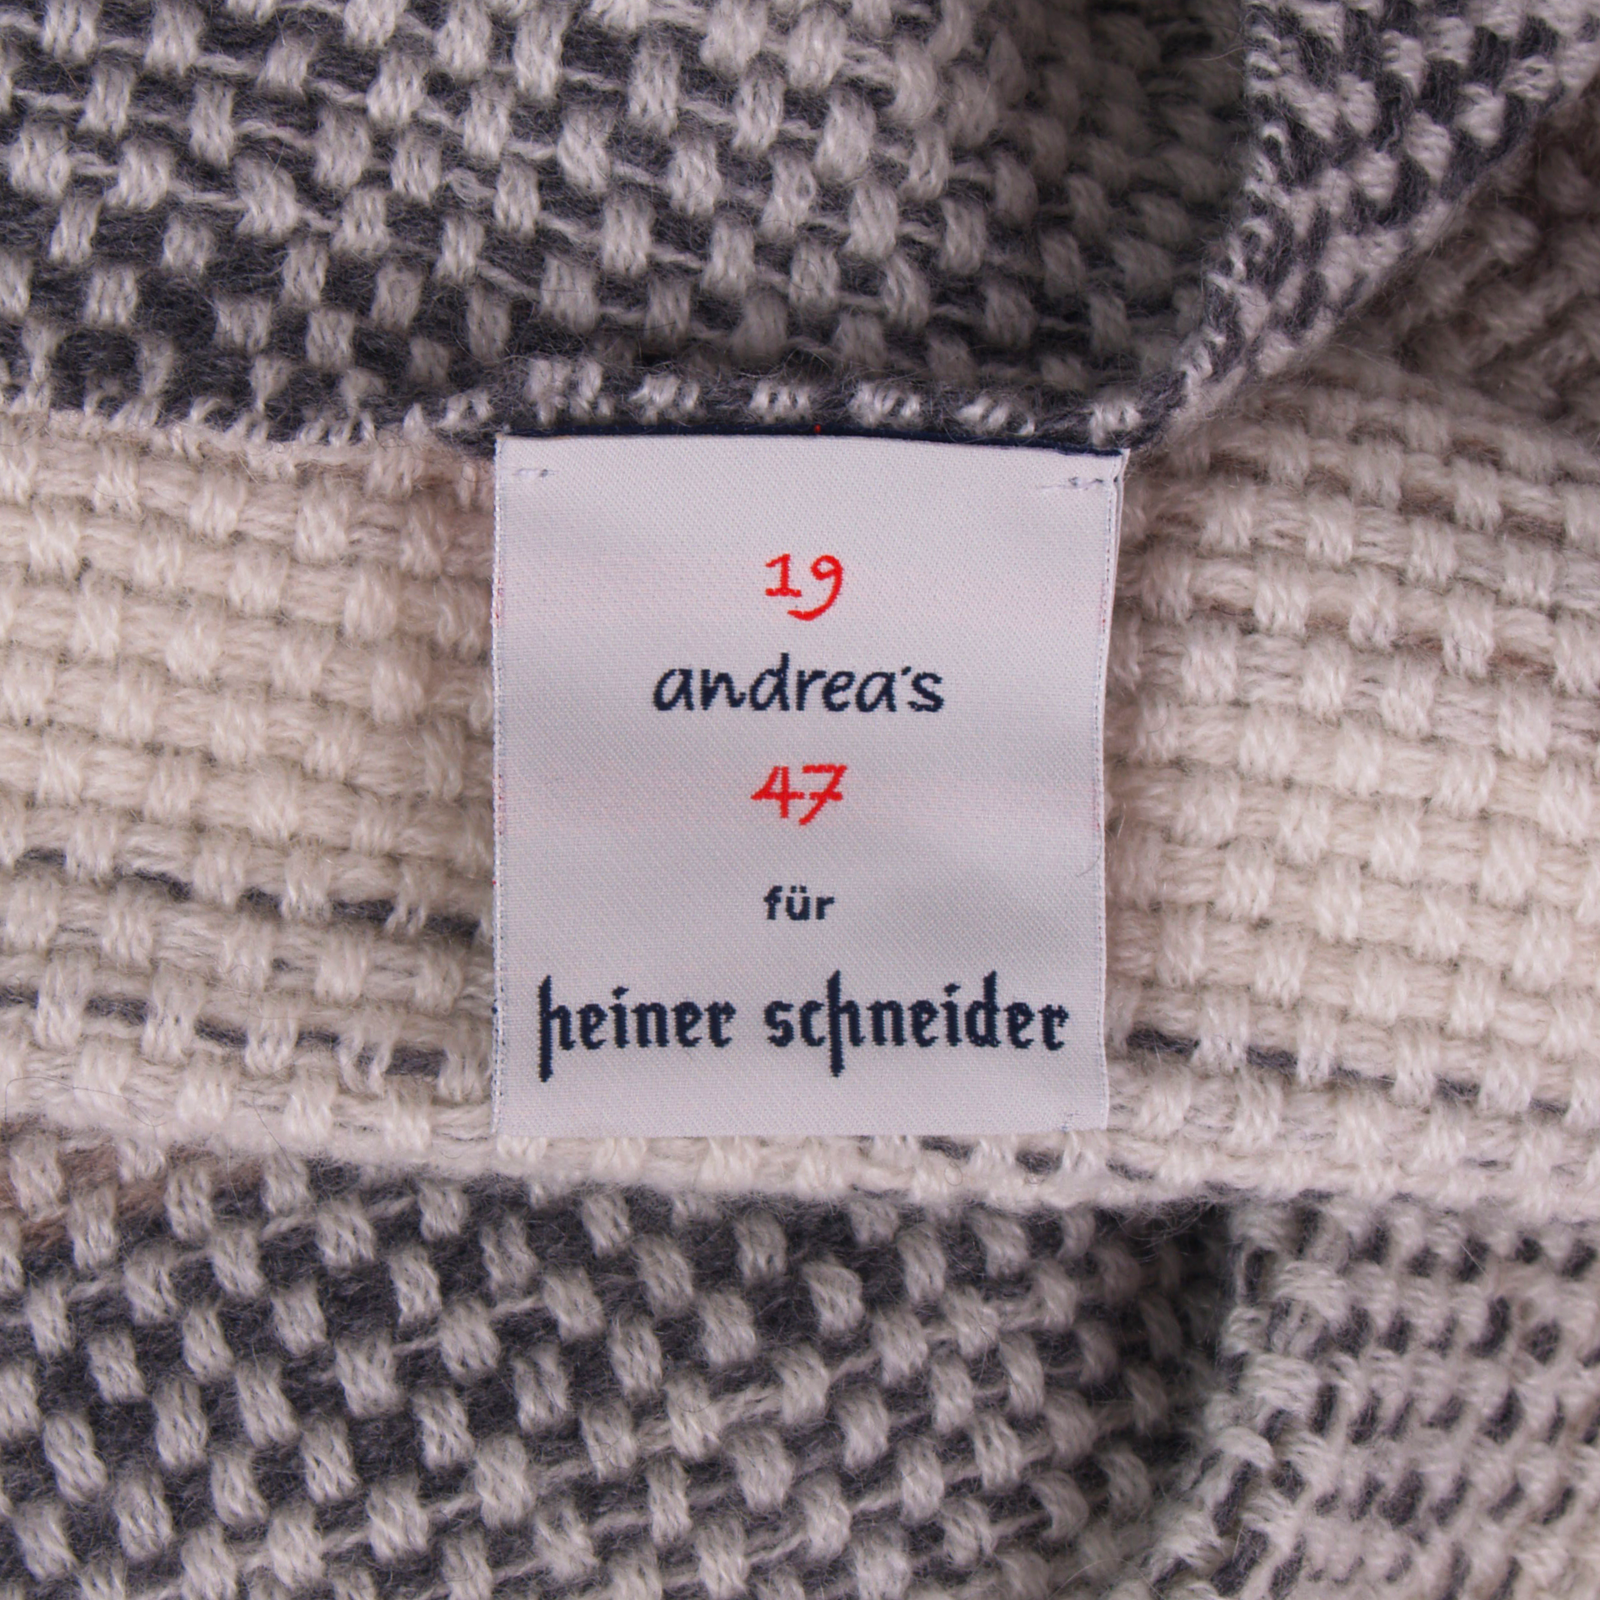 19
andrea's
47
für
heiner schneider